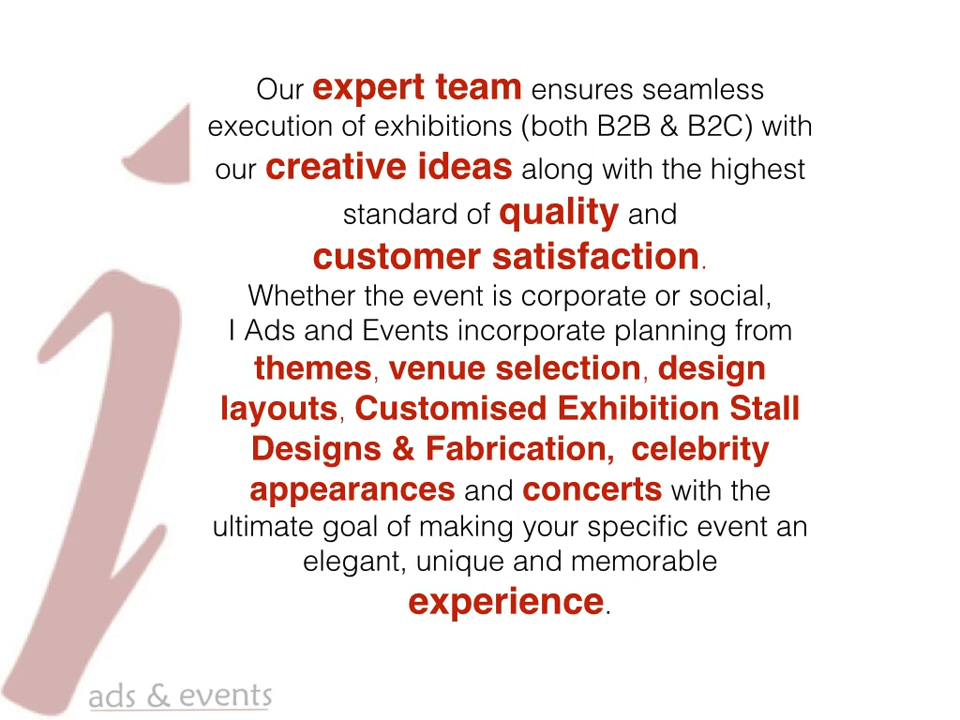 Our expert team ensures seamless
execution of exhibitions (both B2B & B2C) with
our creative ideas along with the highest
standard of quality and
customer satisfaction.
Whether the event is corporate or social,
I Ads and Events incorporate planning from
themes, venue selection, design
layouts, Customised Exhibition Stall
Designs & Fabrication, celebrity
appearances and concerts with the
ultimate goal of making your specific event an
elegant, unique and memorable
experience.
i
ads & events